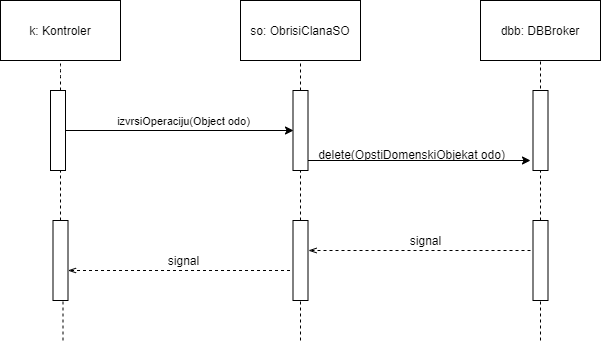 k: Kontroler
so: ObrisiClanaSO
dbb: DBBroker
izvrsiOperaciju(Object odo)
delete(OpstiDomenskiObjekat odo)
signal
signal